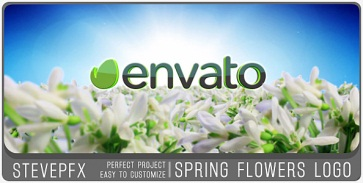 envato
STEVEPFX
PERFECT PROJECT
EASY TO CUSTOMIZE
SPRING FLOWERS LOGO